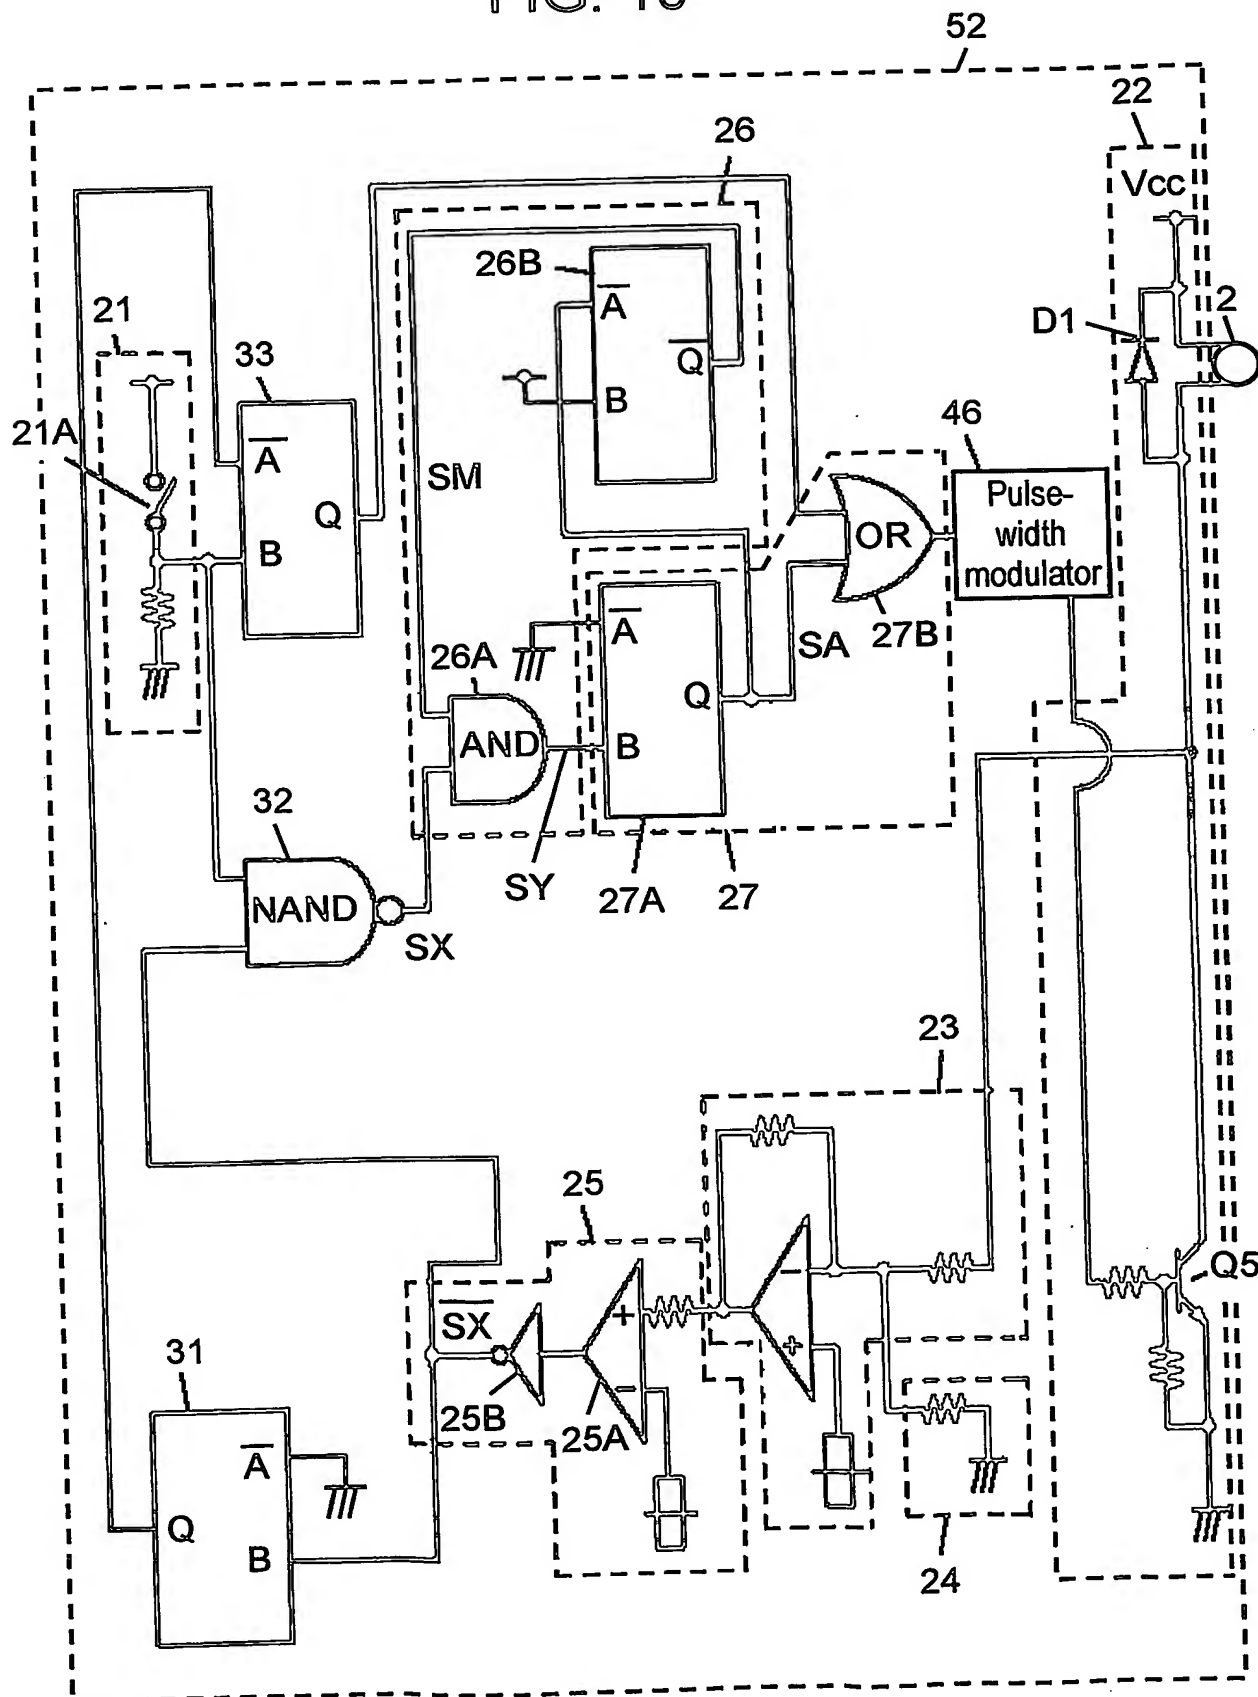 52
22
26
Vcc
26B
A
21
D1
2
33
Q
B
46
21A
A
SM
Pulse-
width
modulator
Q
OR
B
A
27B
26A
SA
Q
AND
B
32
SY
27A
27
NAND
SX
23
25
−
Q5
SX
+
+
31
−
25B
25A
A
Q
B
24